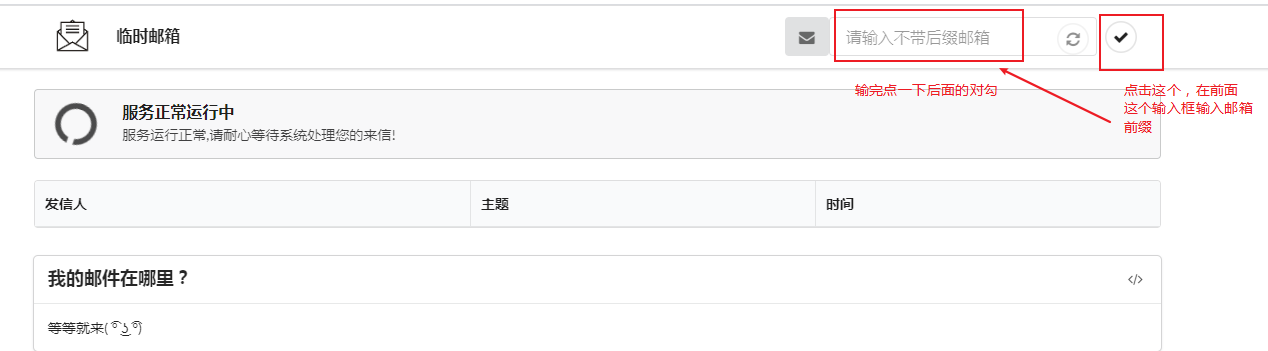 临时邮箱
请输入不带后缀邮箱
输完点一下后面的对勾
点击这个，在前面
这个输入框输入邮箱
前缀
服务正常运行中
服务运行正常,请耐心等待系统处理您的来信!
发信人
主题
时间
我的邮件在哪里？
</>
等等就来( ͡° ͜ʖ ͡°)